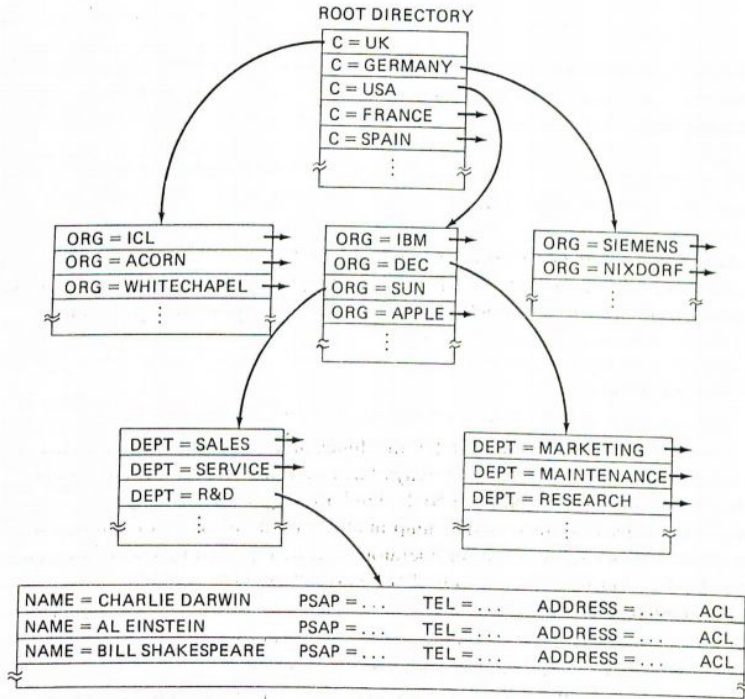 ROOT DIRECTORY
C = UK
C = GERMANY
C = USA
C = FRANCE
C = SPAIN
ORG = ICL
ORG = ACORN
ORG = WHITECHAPEL
ORG = IBM
ORG = DEC
ORG = SUN
ORG = APPLE
ORG = SIEMENS
ORG = NIXDORF
DEPT = SALES
DEPT = SERVICE
DEPT = R&D
DEPT = MARKETING
DEPT = MAINTENANCE
DEPT = RESEARCH
NAME = CHARLIE DARWIN PSAP = ... TEL = ... ADDRESS = ... ACL
NAME = AL EINSTEIN PSAP = ... TEL = ... ADDRESS = ... ACL
NAME = BILL SHAKESPEARE PSAP = ... TEL = ... ADDRESS = ... ACL